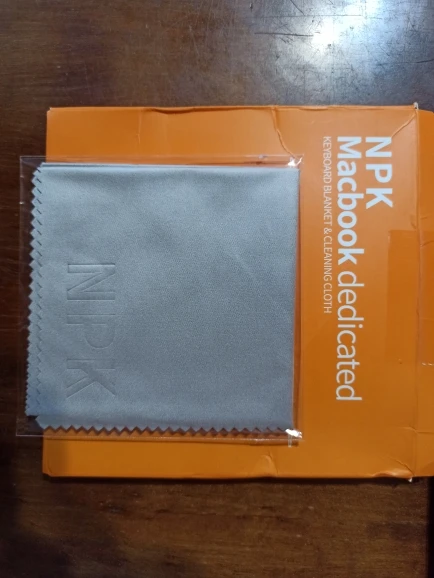 NPK
Macbook dedicated
KEYBOARD BLANKET & CLEANING CLOTH
NPK